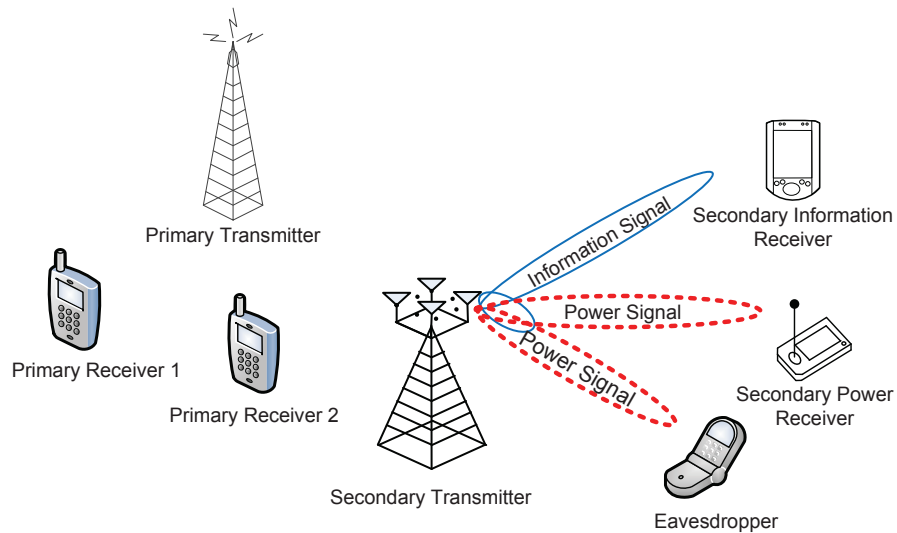 Primary Transmitter
Information Signal
Secondary Information
Receiver
Power Signal
Power Signal
Primary Receiver 1
Primary Receiver 2
Secondary Power
Receiver
Secondary Transmitter
Eavesdropper